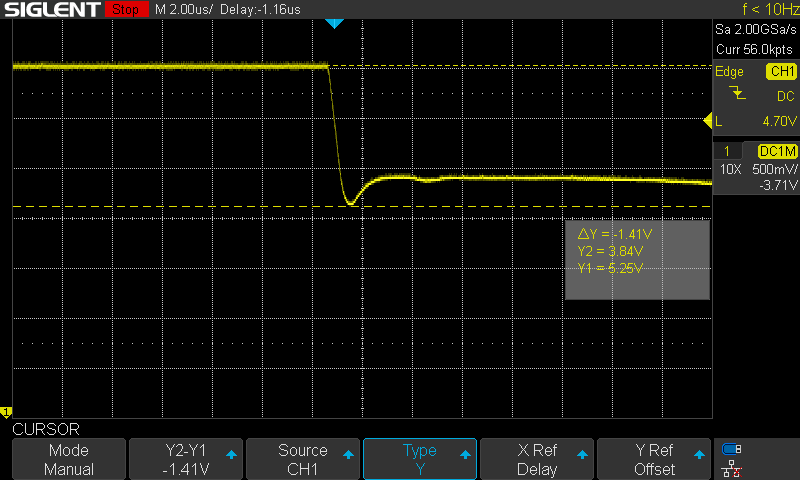 SIGLENT Stop M 2.00us/ Delay:-1.16us f < 10Hz
Sa 2.00GSa/s
Curr 56.0kpts
Edge CH1
DC
L 4.70V
1 DC1M
10X 500mV/
-3.71V
△Y = -1.41V
Y2 = 3.84V
Y1 = 5.25V
1
CURSOR
Mode Y2-Y1 Source Type X Ref Y Ref
Manual -1.41V CH1 Y Delay Offset